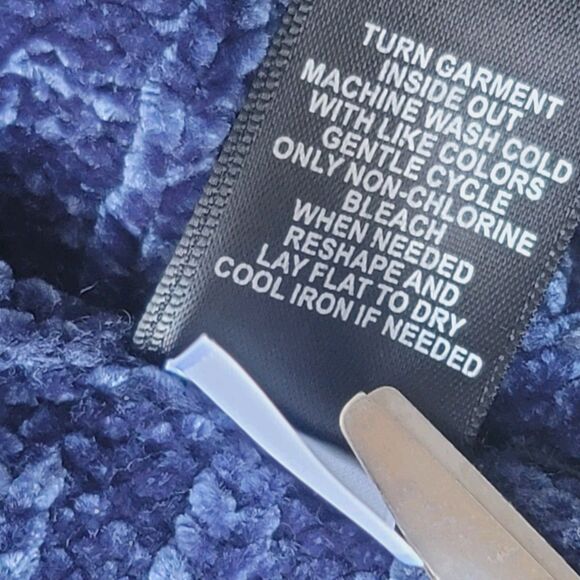 TURN GARMENT
INSIDE OUT
MACHINE WASH COLD
WITH LIKE COLORS
GENTLE CYCLE
ONLY NON-CHLORINE
BLEACH
WHEN NEEDED
RESHAPE AND
LAY FLAT TO DRY
COOL IRON IF NEEDED